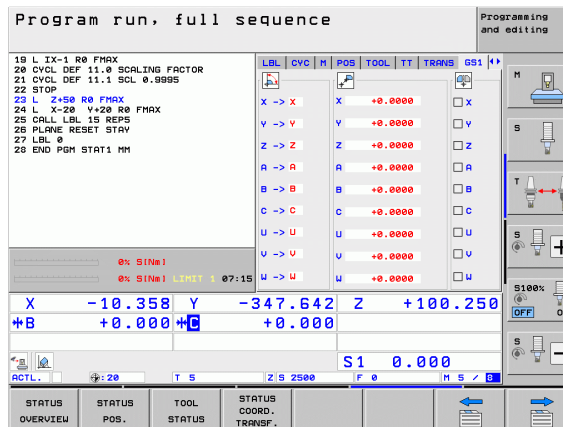 Program run, full sequence
Programming
and editing
19 L IX-1 R0 FMAX
20 CYCL DEF 11.0 SCALING FACTOR
21 CYCL DEF 11.1 SCL 0.9995
22 STOP
23 L Z+50 R0 FMAX
24 L X-20 Y+20 R0 FMAX
25 CALL LBL 15 REP5
26 PLANE RESET STAY
27 LBL 0
28 END PGM STAT1 MM
LBL CYC M POS TOOL TT TRANS GS1
X -> X X +0.0000 X
Y -> Y Y +0.0000 Y
Z -> Z Z +0.0000 Z
A -> A A +0.0000 A
B -> B B +0.0000 B
C -> C C +0.0000 C
U -> U U +0.0000 U
V -> V V +0.0000 V
W -> W W +0.0000 W
0% S[Nm]
0% S[Nm] LIMIT 1 07:15
X -10.358 Y -347.642 Z +100.250
B +0.000 C +0.000
S1 0.000
ACTL. : 20 T 5 Z S 2500 F 0 M 5 / 8
STATUS
OVERVIEW
STATUS
POS.
TOOL
STATUS
STATUS
COORD.
TRANSF.
M
S
T
S
+
S100%
OFF
S
-